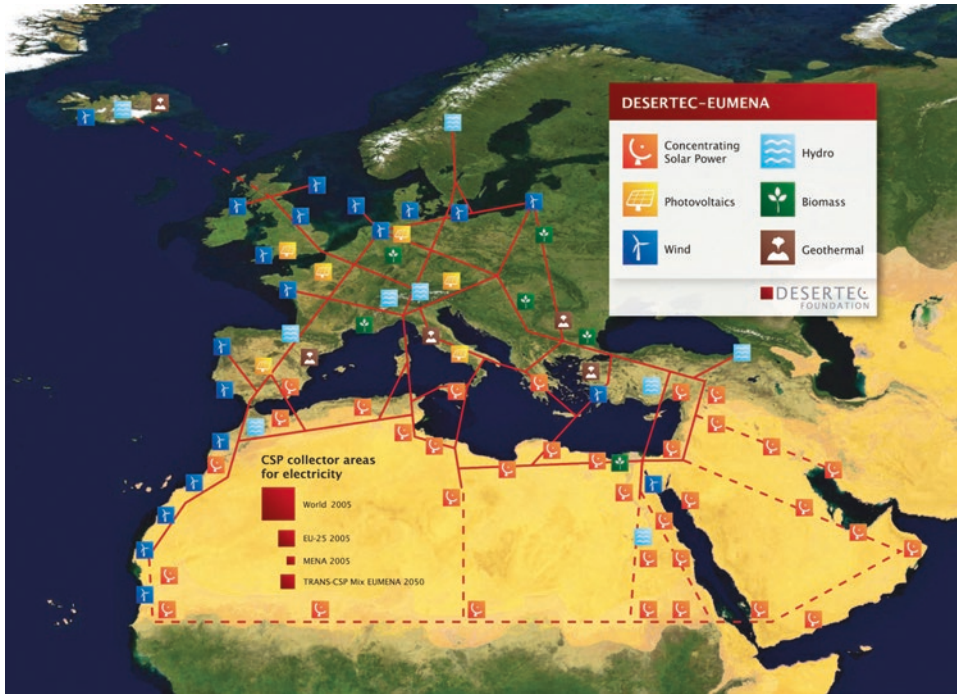 DESERTEC–EUMENA
Concentrating
Solar Power
Hydro
Photovoltaics
Biomass
Wind
Geothermal
DESERTEC
FOUNDATION
CSP collector areas
for electricity
World 2005
EU-25 2005
MENA 2005
TRANS-CSP Mix EUMENA 2050